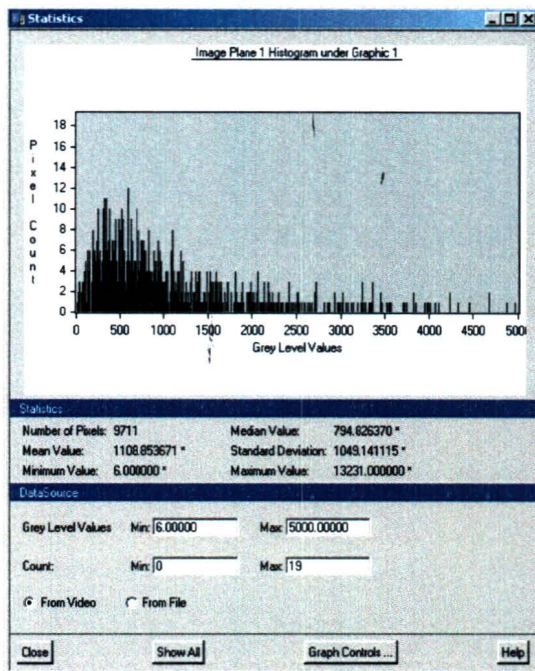 Statistics
Image Plane 1 Histogram under Graphic 1
Pixel Count
18
16
14
12
10
8
6
4
2
0
0 500 1000 1500 2000 2500 3000 3500 4000 4500 5000
Grey Level Values
Statistics
Number of Pixels: 9711 Median Value: 794.826370 *
Mean Value: 1108.853671 * Standard Deviation: 1049.141115 *
Minimum Value: 6.000000 * Maximum Value: 13231.000000 *
DataSource
Grey Level Values Min: 6.00000 Max: 5000.00000
Count: Min: 0 Max: 19
From Video From File
Close Show All Graph Controls ... Help